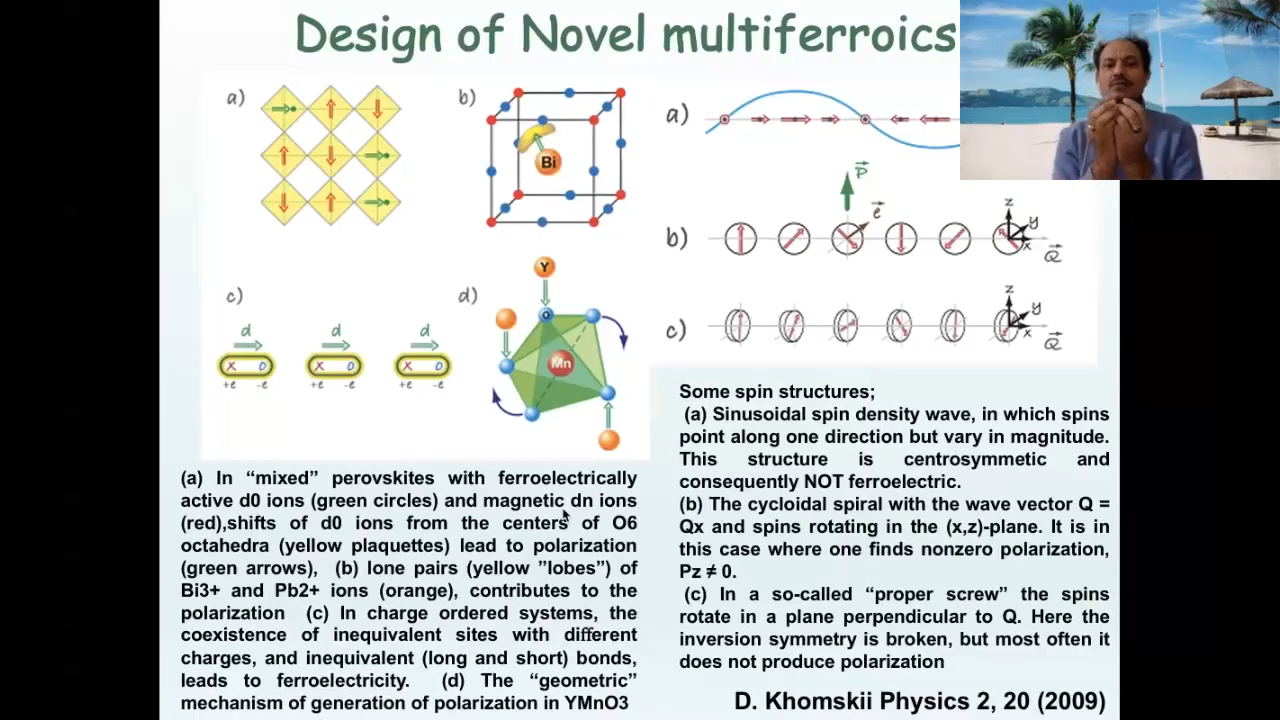 Design of Novel multiferroics
a)
b)
Bi
c)
d
d
d
X O
X O
X O
+e -e
+e -e
+e -e
d)
Y
O
Mn
a)
b)
P
e
z
y
x
Q
c)
z
y
x
Q
(a) In “mixed” perovskites with ferroelectrically
active d0 ions (green circles) and magnetic dn ions
(red),shifts of d0 ions from the centers of O6
octahedra (yellow plaquettes) lead to polarization
(green arrows), (b) lone pairs (yellow ”lobes”) of
Bi3+ and Pb2+ ions (orange), contributes to the
polarization (c) In charge ordered systems, the
coexistence of inequivalent sites with different
charges, and inequivalent (long and short) bonds,
leads to ferroelectricity. (d) The “geometric”
mechanism of generation of polarization in YMnO3
Some spin structures;
(a) Sinusoidal spin density wave, in which spins
point along one direction but vary in magnitude.
This structure is centrosymmetic and
consequently NOT ferroelectric.
(b) The cycloidal spiral with the wave vector Q =
Qx and spins rotating in the (x,z)-plane. It is in
this case where one finds nonzero polarization,
Pz ≠ 0.
(c) In a so-called “proper screw” the spins
rotate in a plane perpendicular to Q. Here the
inversion symmetry is broken, but most often it
does not produce polarization
D. Khomskii Physics 2, 20 (2009)